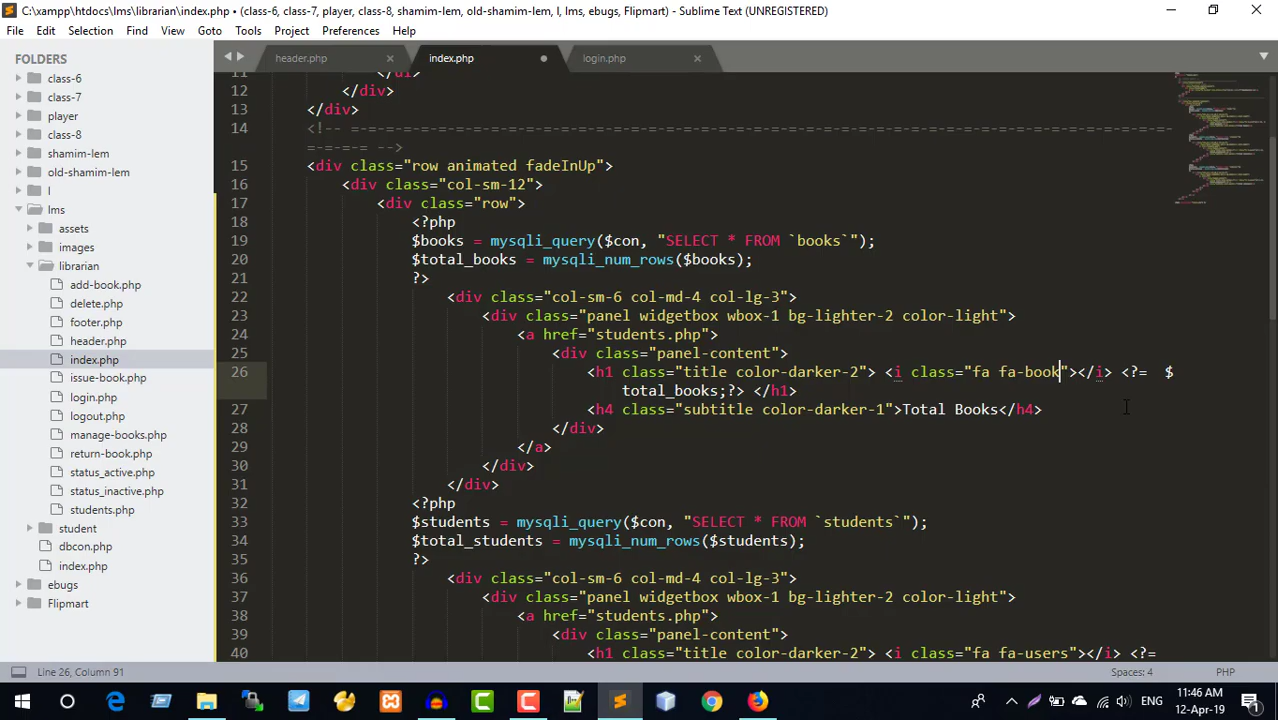 C:\xampp\htdocs\lms\librarian\index.php • (class-6, class-7, player, class-8, shamim-lem, old-shamim-lem, l, lms, ebugs, Flipmart) - Sublime Text (UNREGISTERED)
File Edit Selection Find View Goto Tools Project Preferences Help
FOLDERS
class-6
class-7
player
class-8
shamim-lem
old-shamim-lem
l
lms
assets
images
librarian
add-book.php
delete.php
footer.php
header.php
index.php
issue-book.php
login.php
logout.php
manage-books.php
return-book.php
status_active.php
status_inactive.php
students.php
student
dbcon.php
index.php
ebugs
Flipmart
header.php index.php login.php
11 </ul>
12 </div>
13 </div>
14 <!-- =-=-=-=-=-=-=-=-=-=-=-=-=-=-=-=-=-=-=-=-=-=-=-=-=-=-=-=-=-=-=-=-=-=-=-=-=-=-=-=-=-=-=-=-=-=-=-=
=-=-=-= -->
15 <div class="row animated fadeInUp">
16 <div class="col-sm-12">
17 <div class="row">
18 <?php
19 $books = mysqli_query($con, "SELECT * FROM `books`");
20 $total_books = mysqli_num_rows($books);
21 ?>
22 <div class="col-sm-6 col-md-4 col-lg-3">
23 <div class="panel widgetbox wbox-1 bg-lighter-2 color-light">
24 <a href="students.php">
25 <div class="panel-content">
26 <h1 class="title color-darker-2"> <i class="fa fa-book"></i> <?= $
total_books;?> </h1>
27 <h4 class="subtitle color-darker-1">Total Books</h4>
28 </div>
29 </a>
30 </div>
31 </div>
32 <?php
33 $students = mysqli_query($con, "SELECT * FROM `students`");
34 $total_students = mysqli_num_rows($students);
35 ?>
36 <div class="col-sm-6 col-md-4 col-lg-3">
37 <div class="panel widgetbox wbox-1 bg-lighter-2 color-light">
38 <a href="students.php">
39 <div class="panel-content">
40 <h1 class="title color-darker-2"> <i class="fa fa-users"></i> <?=
Line 26, Column 91 Spaces: 4 PHP
ENG 11:46 AM
12-Apr-19